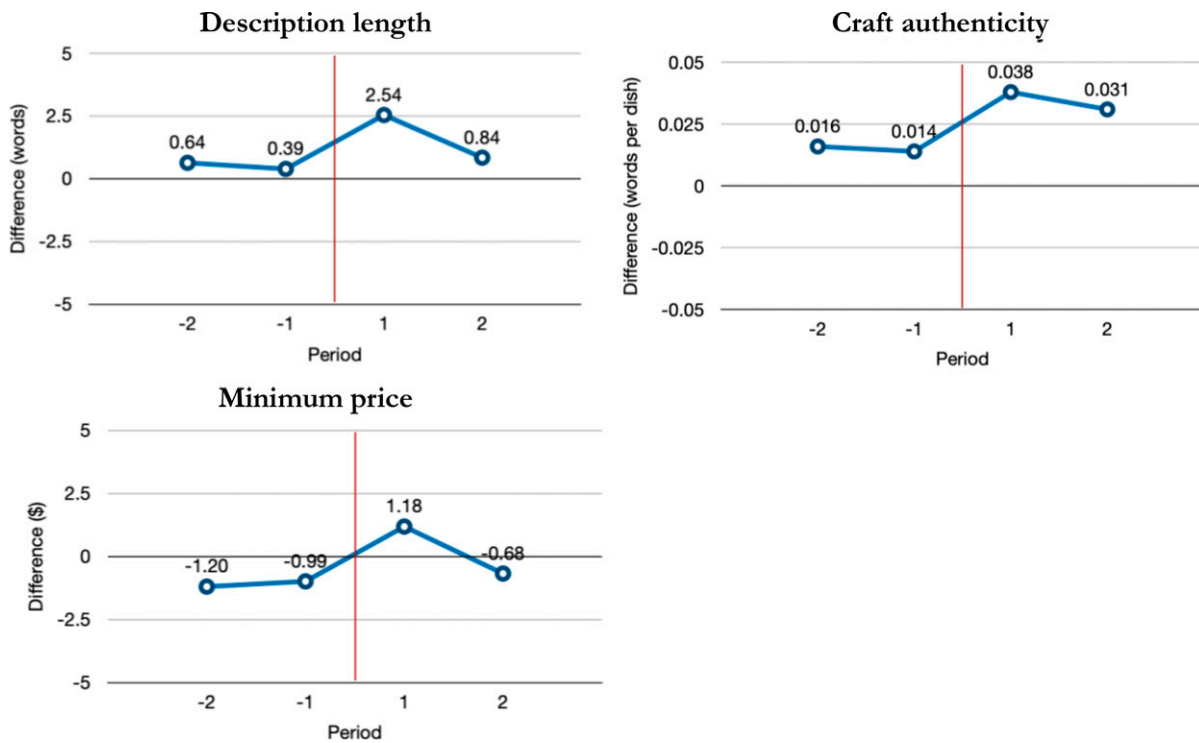 Description length
5
2.5
0
-2.5
-5
Difference (words)
0.64
0.39
2.54
0.84
-2 -1 1 2
Period
Craft authenticity
0.05
0.025
0
-0.025
-0.05
Difference (words per dish)
0.016
0.014
0.038
0.031
-2 -1 1 2
Period
Minimum price
5
2.5
0
-2.5
-5
Difference ($)
-1.20
-0.99
1.18
-0.68
-2 -1 1 2
Period